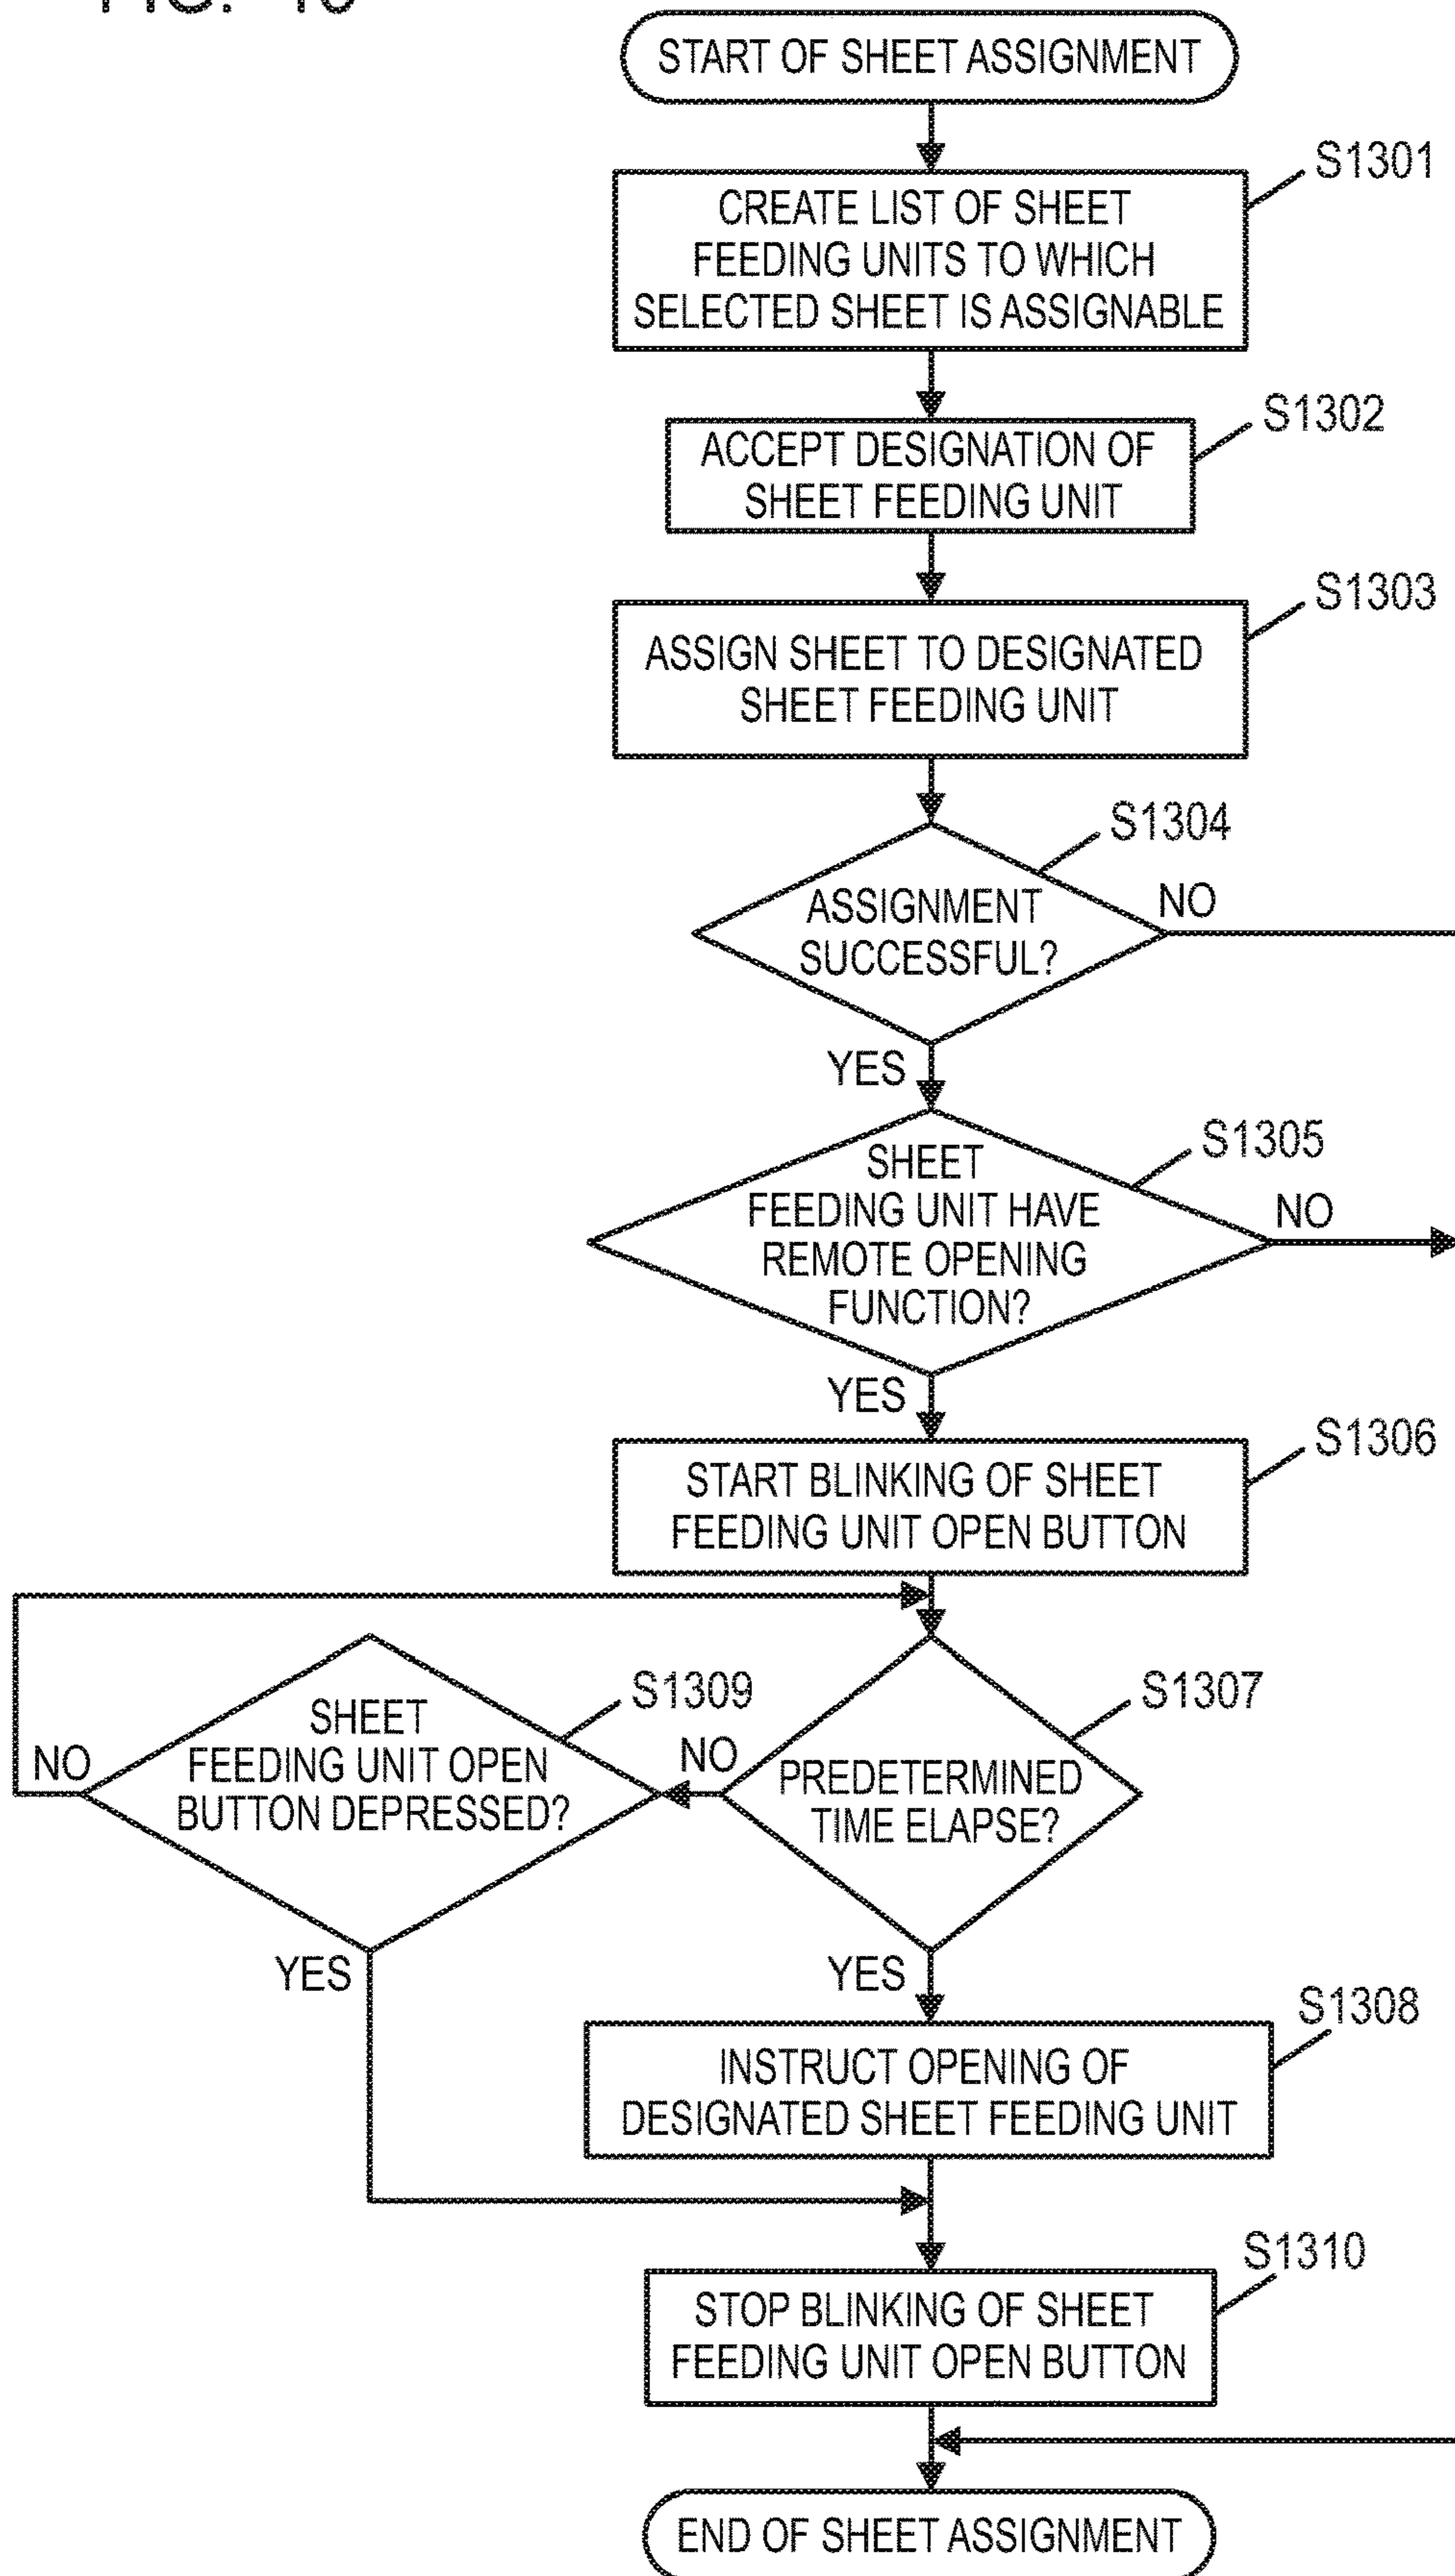 FIG.
START OF SHEET ASSIGNMENT
S1301
CREATE LIST OF SHEET
FEEDING UNITS TO WHICH
SELECTED SHEET IS ASSIGNABLE
S1302
ACCEPT DESIGNATION OF
SHEET FEEDING UNIT
S1303
ASSIGN SHEET TO DESIGNATED
SHEET FEEDING UNIT
S1304
ASSIGNMENT
SUCCESSFUL?
NO
YES
S1305
SHEET
FEEDING UNIT HAVE
REMOTE OPENING
FUNCTION?
NO
YES
S1306
START BLINKING OF SHEET
FEEDING UNIT OPEN BUTTON
S1309
SHEET
FEEDING UNIT OPEN
BUTTON DEPRESSED?
NO
NO
S1307
PREDETERMINED
TIME ELAPSE?
YES
YES
S1308
INSTRUCT OPENING OF
DESIGNATED SHEET FEEDING UNIT
S1310
STOP BLINKING OF SHEET
FEEDING UNIT OPEN BUTTON
END OF SHEET ASSIGNMENT